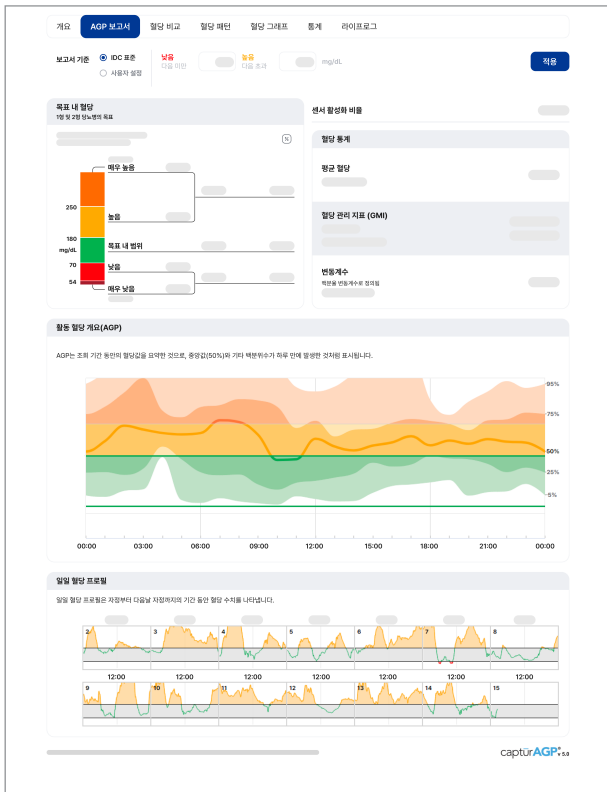 개요 AGP 보고서 혈당 비교 혈당 패턴 혈당 그래프 통계 라이프로그
보고서 기준 IDC 표준 낮음 높음 mg/dL 적용
사용자 설정 다음 미만 다음 초과
목표 내 혈당
1형 및 2형 당뇨병의 목표
%
매우 높음
250
높음
180
mg/dL
목표 내 범위
70
낮음
54
매우 낮음
센서 활성화 비율
혈당 통계
평균 혈당
혈당 관리 지표 (GMI)
변동계수
백분율 변동계수로 정의됨
활동 혈당 개요(AGP)
AGP는 조회 기간 동안의 혈당값을 요약한 것으로, 중앙값(50%)와 기타 백분위수가 하루 만에 발생한 것처럼 표시됩니다.
95%
75%
50%
25%
5%
00:00 03:00 06:00 09:00 12:00 15:00 18:00 21:00 00:00
일일 혈당 프로필
일일 혈당 프로필은 자정부터 다음날 자정까지의 기간 동안 혈당 수치를 나타냅니다.
2 3 4 5 6 7 8
12:00 12:00 12:00 12:00 12:00 12:00 12:00
9 10 11 12 13 14 15
captürAGP® v 5.0